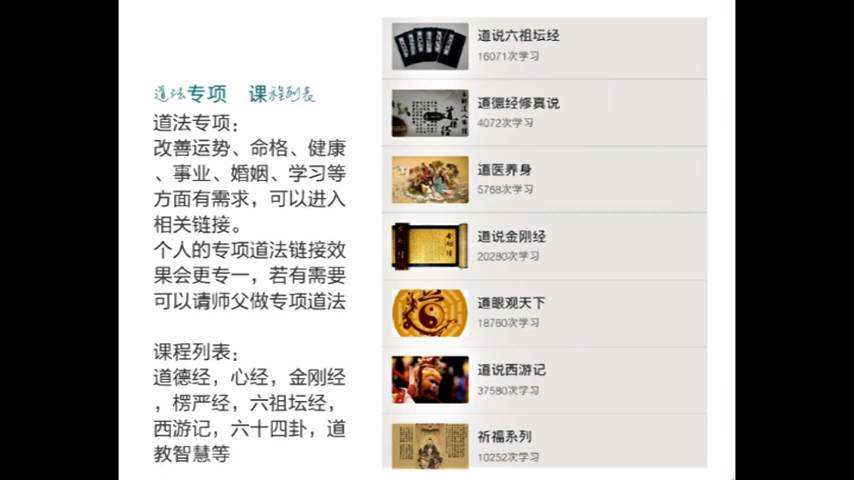 道法专项 课程列表
道法专项：
改善运势、命格、健康
、事业、婚姻、学习等
方面有需求，可以进入
相关链接。
个人的专项道法链接效
果会更专一，若有需要
可以请师父做专项道法
课程列表：
道德经，心经，金刚经
，楞严经，六祖坛经，
西游记，六十四卦，道
教智慧等
道说六祖坛经
16071次学习
道德经修真说
4072次学习
道医养身
5768次学习
道说金刚经
20280次学习
道眼观天下
18760次学习
道说西游记
37580次学习
祈福系列
10252次学习